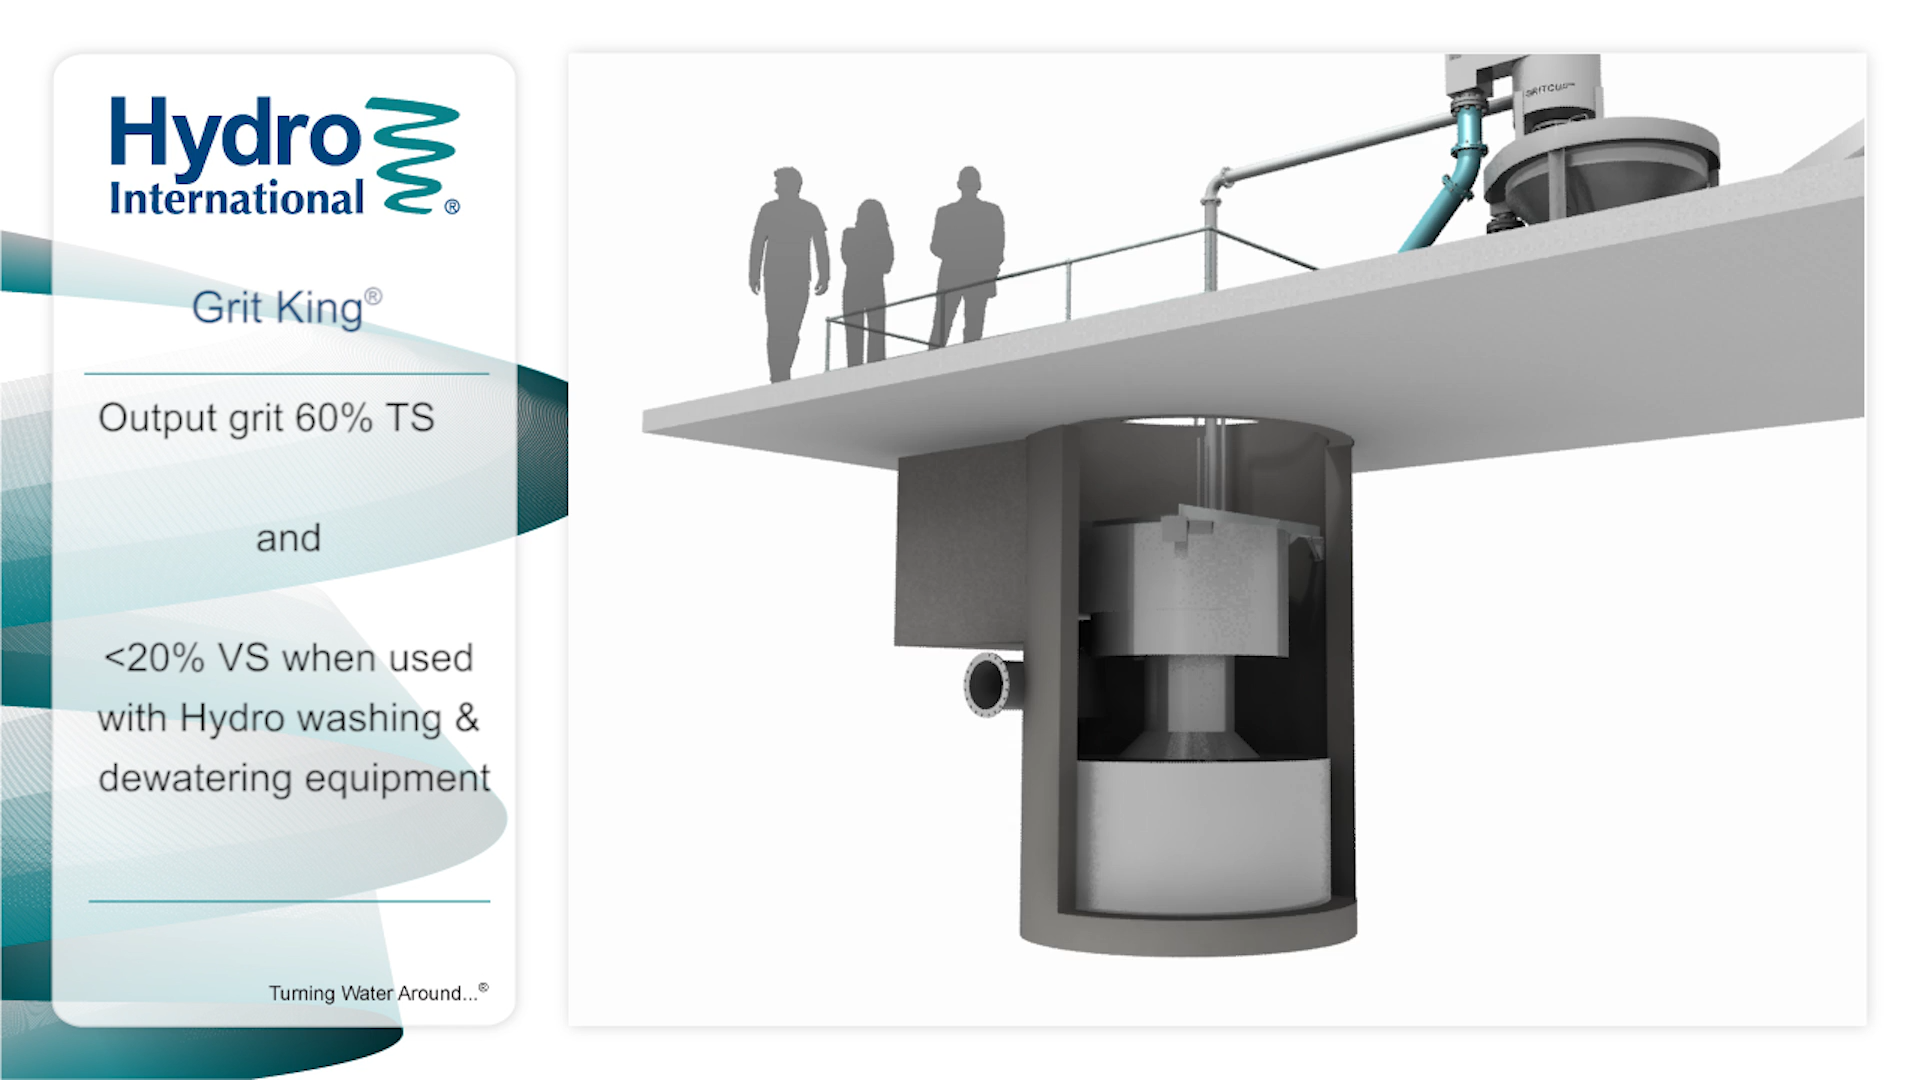 Hydro
International®
Grit King®
Output grit 60% TS
and
<20% VS when used
with Hydro washing &
dewatering equipment
Turning Water Around...®